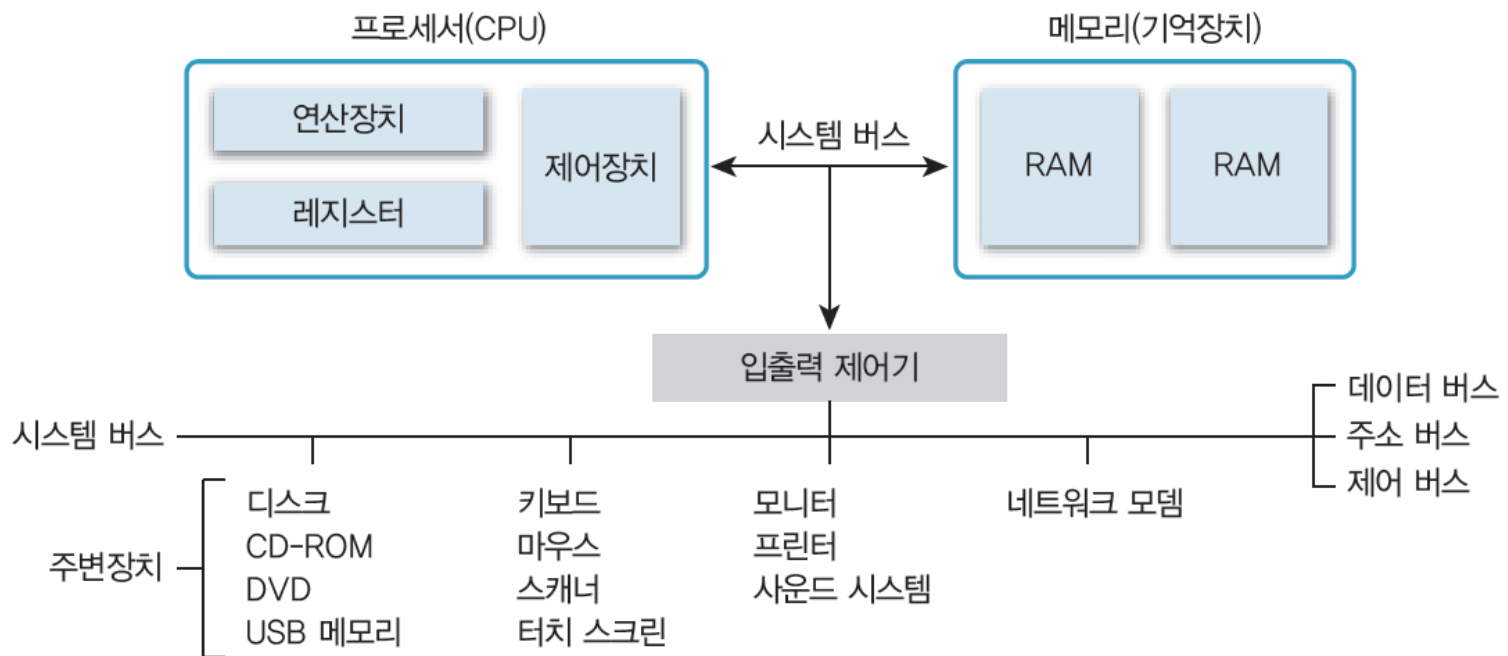 프로세서(CPU)
메모리(기억장치)
연산장치
레지스터
제어장치
시스템 버스
RAM
RAM
입출력 제어기
시스템 버스
데이터 버스
주소 버스
제어 버스
주변장치
디스크
CD-ROM
DVD
USB 메모리
키보드
마우스
스캐너
터치 스크린
모니터
프린터
사운드 시스템
네트워크 모뎀